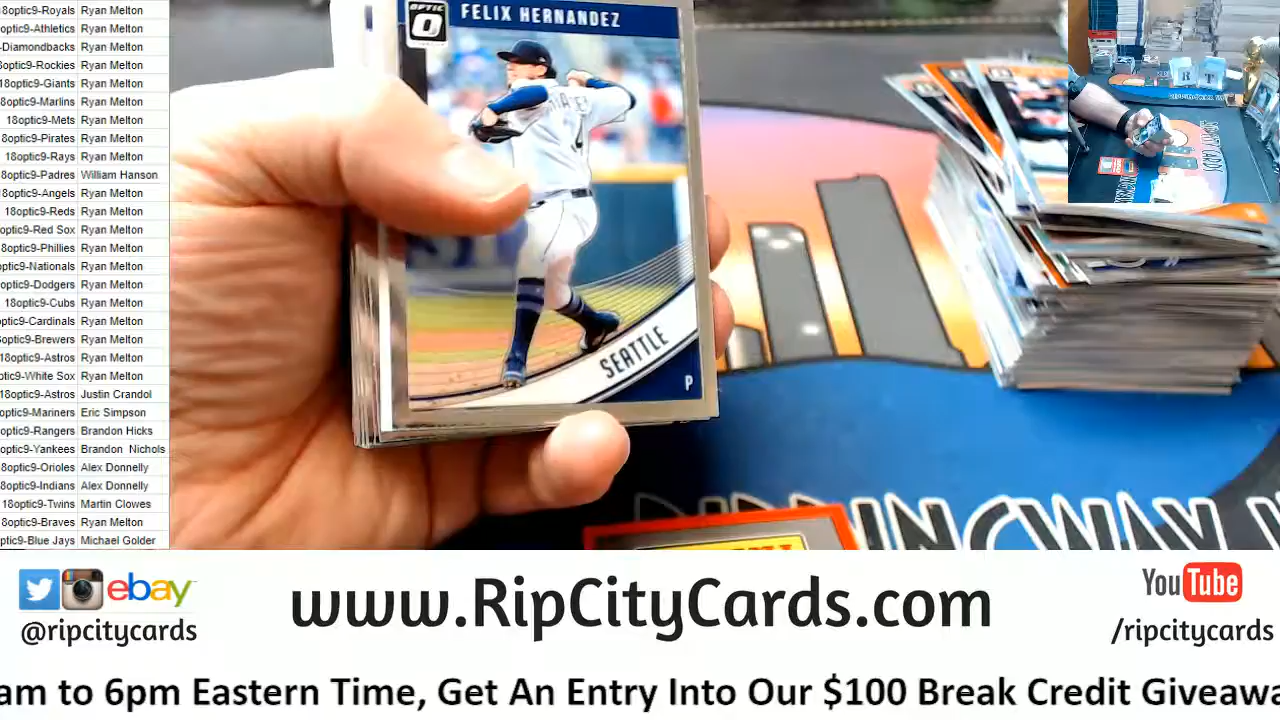 8optic9-Royals Ryan Melton
optic9-Athletics Ryan Melton
-Diamondbacks Ryan Melton
optic9-Rockies Ryan Melton
18optic9-Giants Ryan Melton
8optic9-Marlins Ryan Melton
18optic9-Mets Ryan Melton
8optic9-Pirates Ryan Melton
18optic9-Rays Ryan Melton
8optic9-Padres William Hanson
optic9-Angels Ryan Melton
18optic9-Reds Ryan Melton
optic9-Red Sox Ryan Melton
8optic9-Phillies Ryan Melton
ptic9-Nationals Ryan Melton
optic9-Dodgers Ryan Melton
18optic9-Cubs Ryan Melton
ptic9-Cardinals Ryan Melton
optic9-Brewers Ryan Melton
18optic9-Astros Ryan Melton
ptic9-White Sox Ryan Melton
18optic9-Astros Justin Crandol
optic9-Mariners Eric Simpson
optic9-Rangers Brandon Hicks
optic9-Yankees Brandon Nichols
8optic9-Orioles Alex Donnelly
8optic9-Indians Alex Donnelly
18optic9-Twins Martin Clowes
8optic9-Braves Ryan Melton
ptic9-Blue Jays Michael Golder
OPTIC
O
FELIX HERNANDEZ
SEATTLE
P
R T
ebay
@ripcitycards
www.RipCityCards.com
YouTube
/ripcitycards
am to 6pm Eastern Time, Get An Entry Into Our $100 Break Credit Giveawa